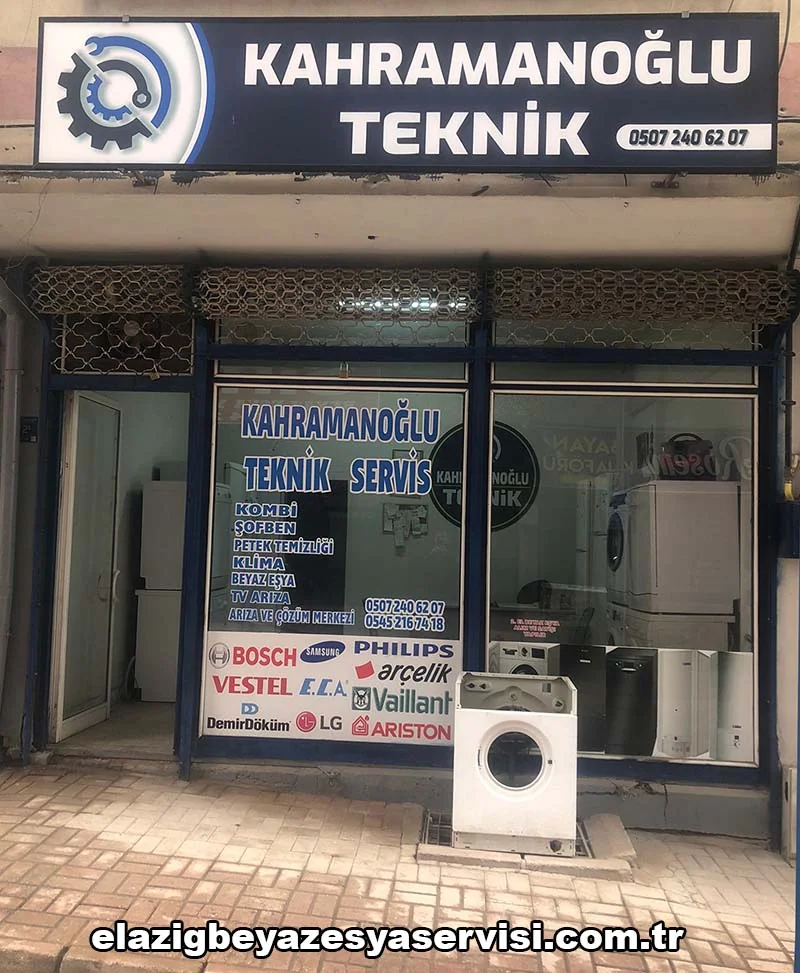 KAHRAMANOĞLU
TEKNİK
0507 240 62 07
KAHRAMANOĞLU
TEKNİK SERVİS
KOMBİ
ŞOFBEN
PETEK TEMİZLİĞİ
KLİMA
BEYAZ EŞYA
TV ARIZA
ARIZA VE ÇÖZÜM MERKEZİ
0507 240 62 07
0545 216 74 18
TEKNİK
BOSCH SAMSUNG PHILIPS
arçelik
VESTEL E.C.A. Vaillant
DemirDöküm LG ARISTON
BAYAN
KUAFÖRÜ
elazigbeyazesyaservisi.com.tr